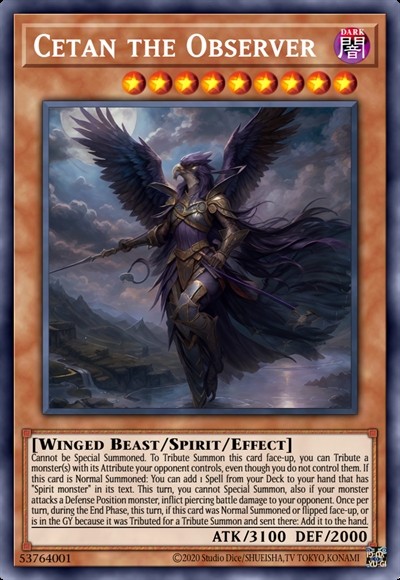 Cetan the Observer
DARK
闇
[Winged Beast/Spirit/Effect]
Cannot be Special Summoned. To Tribute Summon this card face-up, you can Tribute a
monster(s) with its Attribute your opponent controls, even though you do not control them. If
this card is Normal Summoned: You can add 1 Spell from your Deck to your hand that has
"Spirit monster" in its text. This turn, you cannot Special Summon, also if your monster
attacks a Defense Position monster, inflict piercing battle damage to your opponent. Once per
turn, during the End Phase, this turn, if this card was Normal Summoned or flipped face-up, or
is in the GY because it was Tributed for a Tribute Summon and sent there: Add it to the hand.
ATK/3100 DEF/2000
53764001
©2020 Studio Dice/SHUEISHA,TV TOKYO,KONAMI